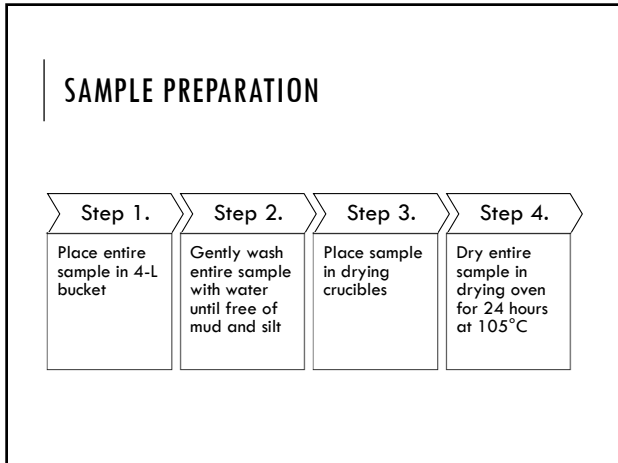 SAMPLE PREPARATION
Step 1.
Place entire
sample in 4-L
bucket
Step 2.
Gently wash
entire sample
with water
until free of
mud and silt
Step 3.
Place sample
in drying
crucibles
Step 4.
Dry entire
sample in
drying oven
for 24 hours
at 105°C